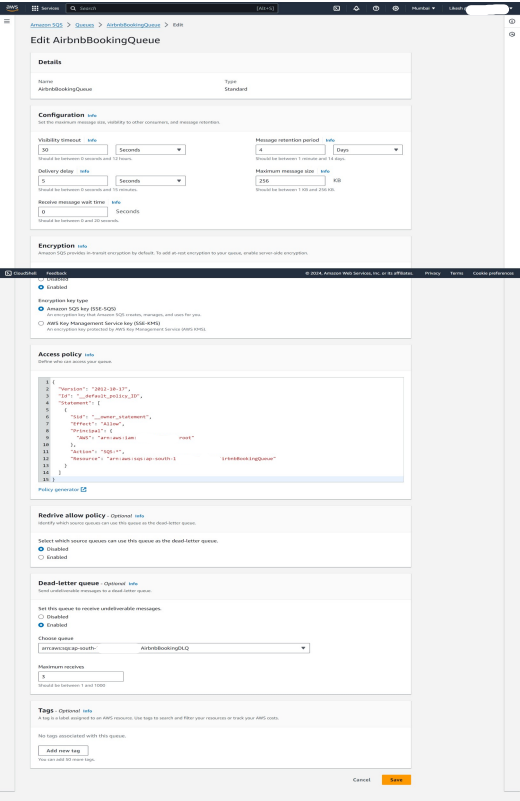 aws
Services
Search
[Alt+S]
Mumbai
Likesh
Amazon SQS > Queues > AirbnbBookingQueue > Edit
Edit AirbnbBookingQueue
Details
Name
AirbnbBookingQueue
Type
Standard
Configuration Info
Set the maximum message size, visibility to other consumers, and message retention.
Visibility timeout Info
30 Seconds
Should be between 0 seconds and 12 hours.
Message retention period Info
4 Days
Should be between 1 minute and 14 days.
Delivery delay Info
5 Seconds
Should be between 0 seconds and 15 minutes.
Maximum message size Info
256 KB
Should be between 1 KB and 256 KB.
Receive message wait time Info
0 Seconds
Should be between 0 and 20 seconds.
Encryption Info
Amazon SQS provides in-transit encryption by default. To add at-rest encryption to your queue, enable server-side encryption.
CloudShell Feedback © 2024, Amazon Web Services, Inc. or its affiliates. Privacy Terms Cookie preferences
Disabled
Enabled
Encryption key type
Amazon SQS key (SSE-SQS)
An encryption key that Amazon SQS creates, manages, and uses for you.
AWS Key Management Service key (SSE-KMS)
An encryption key protected by AWS Key Management Service (AWS-KMS).
Access policy Info
Define who can access your queue.
1 {
2 "Version": "2012-10-17",
3 "Id": "__default_policy_ID",
4 "Statement": [
5 {
6 "Sid": "__owner_statement",
7 "Effect": "Allow",
8 "Principal": {
9 "AWS": "arn:aws:iam: root"
10 },
11 "Action": "SQS:*",
12 "Resource": "arn:aws:sqs:ap-south-1 irbnbBookingQueue"
13 }
14 ]
15 }
Policy generator
Redrive allow policy - Optional Info
Identify which source queues can use this queue as the dead-letter queue.
Select which source queues can use this queue as the dead-letter queue.
Disabled
Enabled
Dead-letter queue - Optional Info
Send undeliverable messages to a dead-letter queue.
Set this queue to receive undeliverable messages.
Disabled
Enabled
Choose queue
arn:aws:sqs:ap-south- AirbnbBookingDLQ
Maximum receives
3
Should be between 1 and 1000
Tags - Optional Info
A tag is a label assigned to an AWS resource. Use tags to search and filter your resources or track your AWS costs.
No tags associated with this queue.
Add new tag
You can add 50 more tags.
Cancel
Save